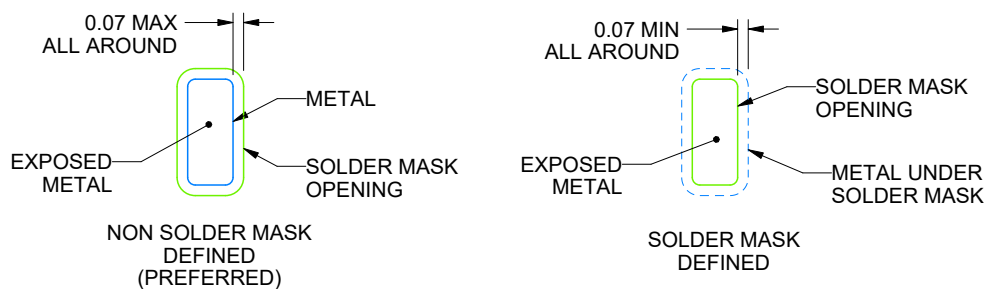 0.07 MAX
ALL AROUND
METAL
EXPOSED
METAL
SOLDER MASK
OPENING
NON SOLDER MASK
DEFINED
(PREFERRED)
0.07 MIN
ALL AROUND
SOLDER MASK
OPENING
EXPOSED
METAL
METAL UNDER
SOLDER MASK
SOLDER MASK
DEFINED